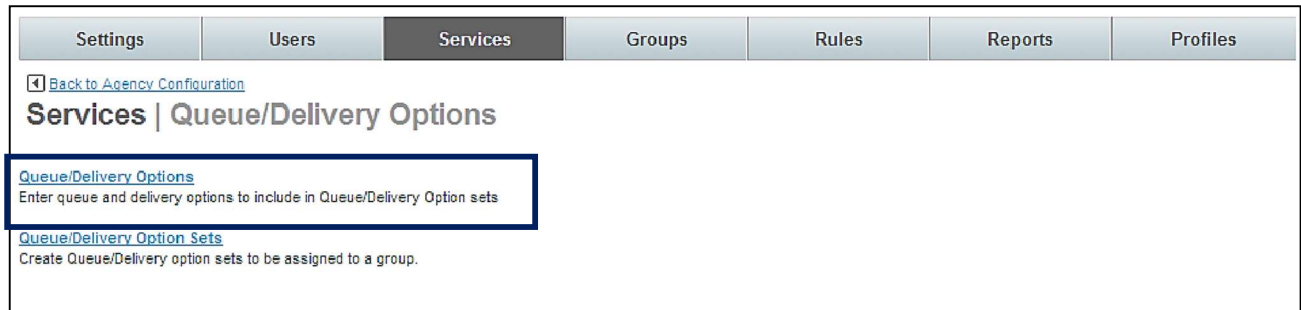 Settings Users Services Groups Rules Reports Profiles
Back to Agency Configuration
Services | Queue/Delivery Options
Queue/Delivery Options
Enter queue and delivery options to include in Queue/Delivery Option sets
Queue/Delivery Option Sets
Create Queue/Delivery option sets to be assigned to a group.